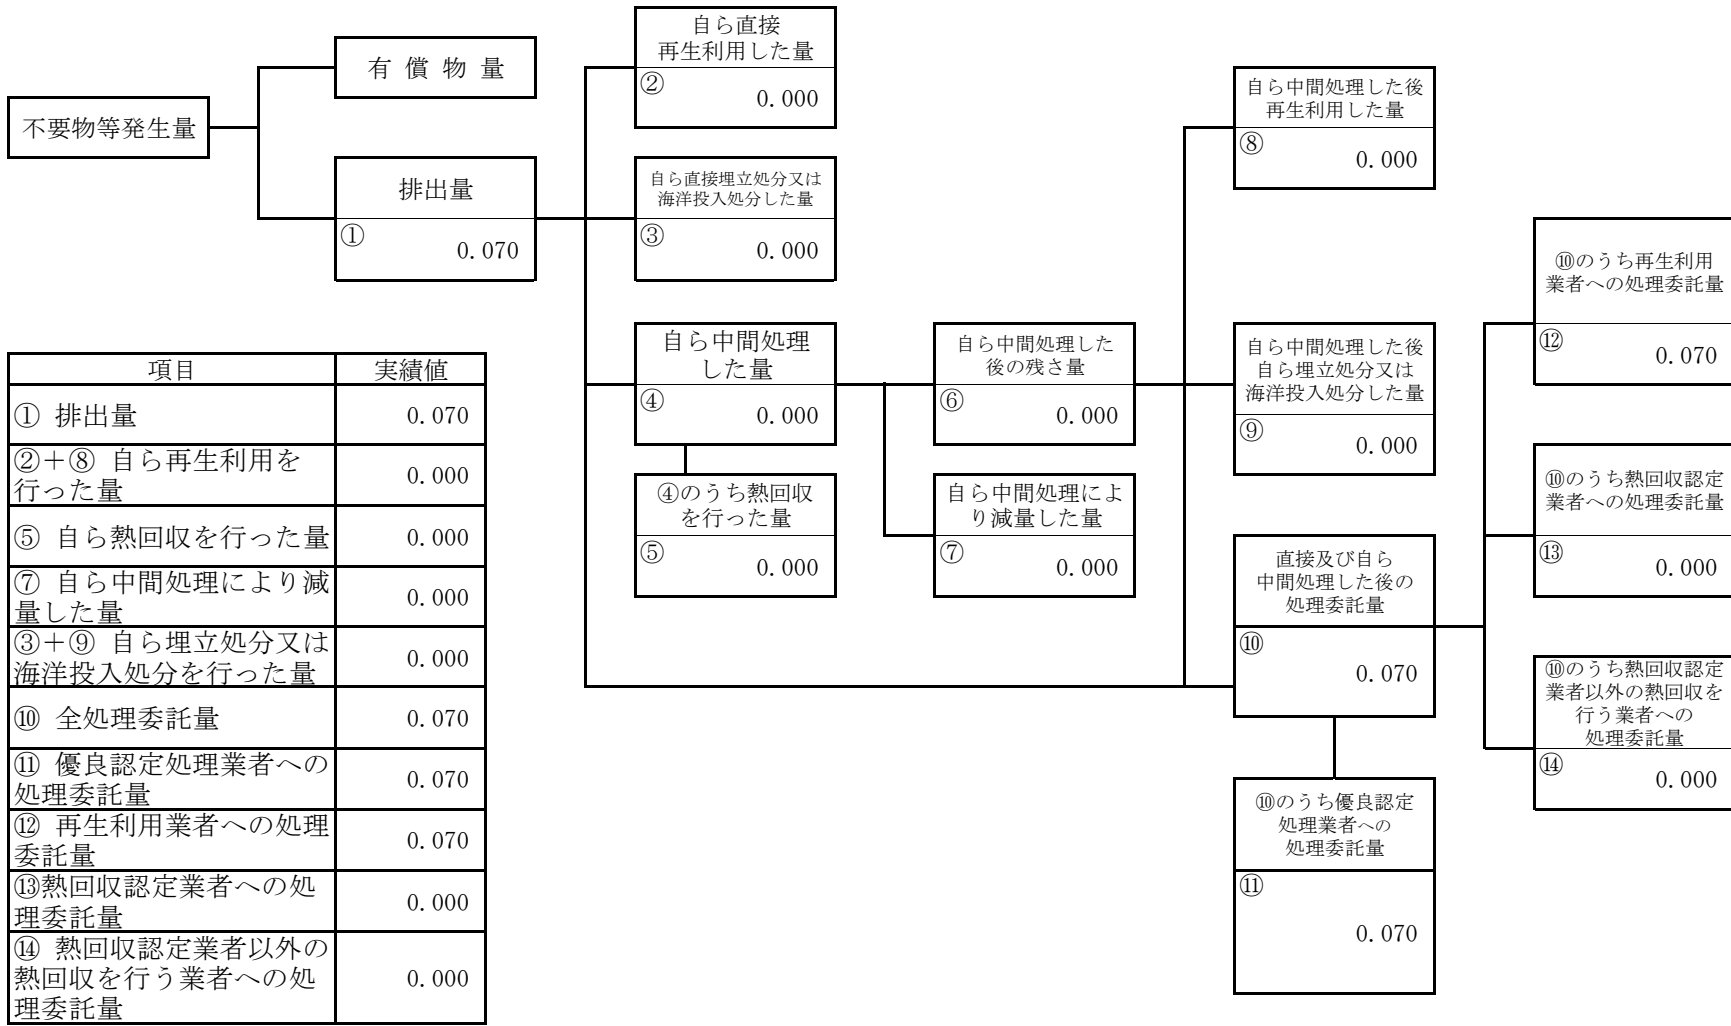 不要物等発生量
有 償 物 量
排出量
①
0.070
自ら直接
再生利用した量
②
0.000
自ら直接埋立処分又は
海洋投入処分した量
③
0.000
自ら中間処理
した量
④
0.000
④のうち熱回収
を行った量
⑤
0.000
自ら中間処理した
後の残さ量
⑥
0.000
自ら中間処理によ
り減量した量
⑦
0.000
自ら中間処理した後
再生利用した量
⑧
0.000
自ら中間処理した後
自ら埋立処分又は
海洋投入処分した量
⑨
0.000
直接及び自ら
中間処理した後の
処理委託量
⑩
0.070
⑩のうち優良認定
処理業者への
処理委託量
⑪
0.070
⑩のうち再生利用
業者への処理委託量
⑫
0.070
⑩のうち熱回収認定
業者への処理委託量
⑬
0.000
⑩のうち熱回収認定
業者以外の熱回収を
行う業者への
処理委託量
⑭
0.000
項目 実績値
① 排出量 0.070
②+⑧ 自ら再生利用を
行った量 0.000
⑤ 自ら熱回収を行った量 0.000
⑦ 自ら中間処理により減
量した量 0.000
③+⑨ 自ら埋立処分又は
海洋投入処分を行った量 0.000
⑩ 全処理委託量 0.070
⑪ 優良認定処理業者への
処理委託量 0.070
⑫ 再生利用業者への処理
委託量 0.070
⑬熱回収認定業者への処
理委託量 0.000
⑭ 熱回収認定業者以外の
熱回収を行う業者への処
理委託量 0.000